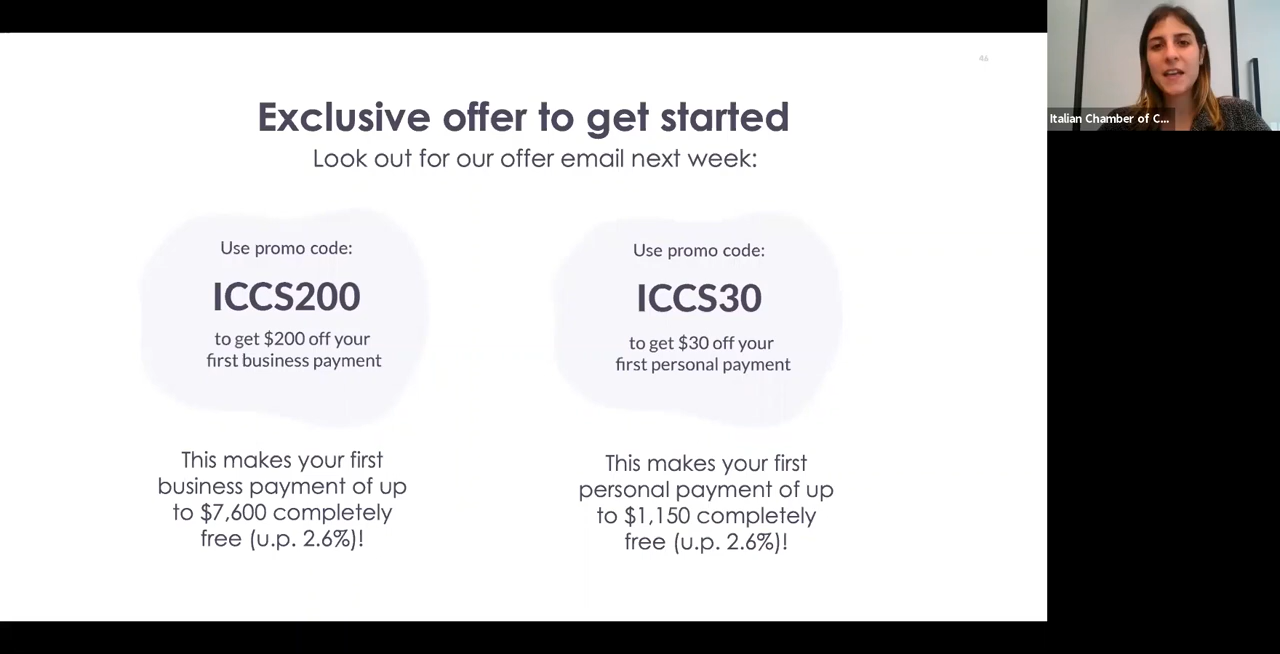 46
Exclusive offer to get started
Look out for our offer email next week:
Use promo code:
ICCS200
to get $200 off your
first business payment
This makes your first
business payment of up
to $7,600 completely
free (u.p. 2.6%)!
Use promo code:
ICCS30
to get $30 off your
first personal payment
This makes your first
personal payment of up
to $1,150 completely
free (u.p. 2.6%)!
Italian Chamber of C...